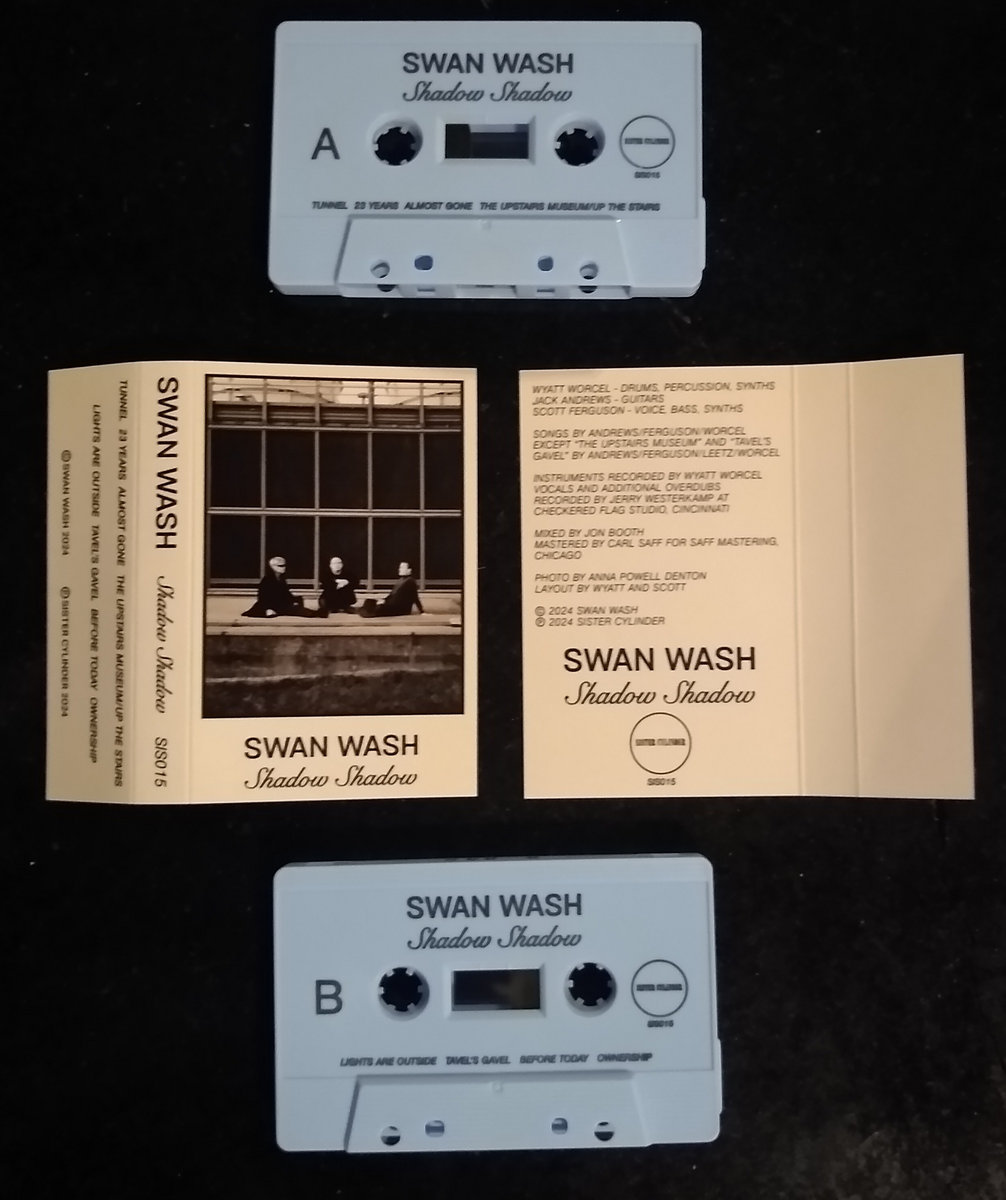 SWAN WASH
Shadow Shadow
A
SISTER CYLINDER
SIS015
TUNNEL 23 YEARS ALMOST GONE THE UPSTAIRS MUSEUM/UP THE STAIRS
SWAN WASH Shadow Shadow SIS015
TUNNEL 23 YEARS ALMOST GONE THE UPSTAIRS MUSEUM/UP THE STAIRS
LIGHTS ARE OUTSIDE TAVEL'S GAVEL BEFORE TODAY OWNERSHIP
©SWAN WASH 2024 ℗SISTER CYLINDER 2024
SWAN WASH
Shadow Shadow
WYATT WORCEL - DRUMS, PERCUSSION, SYNTHS
JACK ANDREWS - GUITARS
SCOTT FERGUSON - VOICE, BASS, SYNTHS
SONGS BY ANDREWS/FERGUSON/WORCEL
EXCEPT "THE UPSTAIRS MUSEUM" AND "TAVEL'S
GAVEL" BY ANDREWS/FERGUSON/LEETZ/WORCEL
INSTRUMENTS RECORDED BY WYATT WORCEL
VOCALS AND ADDITIONAL OVERDUBS
RECORDED BY JERRY WESTERKAMP AT
CHECKERED FLAG STUDIO, CINCINNATI
MIXED BY JON BOOTH
MASTERED BY CARL SAFF FOR SAFF MASTERING,
CHICAGO
PHOTO BY ANNA POWELL DENTON
LAYOUT BY WYATT AND SCOTT
© 2024 SWAN WASH
℗ 2024 SISTER CYLINDER
SWAN WASH
Shadow Shadow
SISTER CYLINDER
SIS015
SWAN WASH
Shadow Shadow
B
SISTER CYLINDER
SIS015
LIGHTS ARE OUTSIDE TAVEL'S GAVEL BEFORE TODAY OWNERSHIP